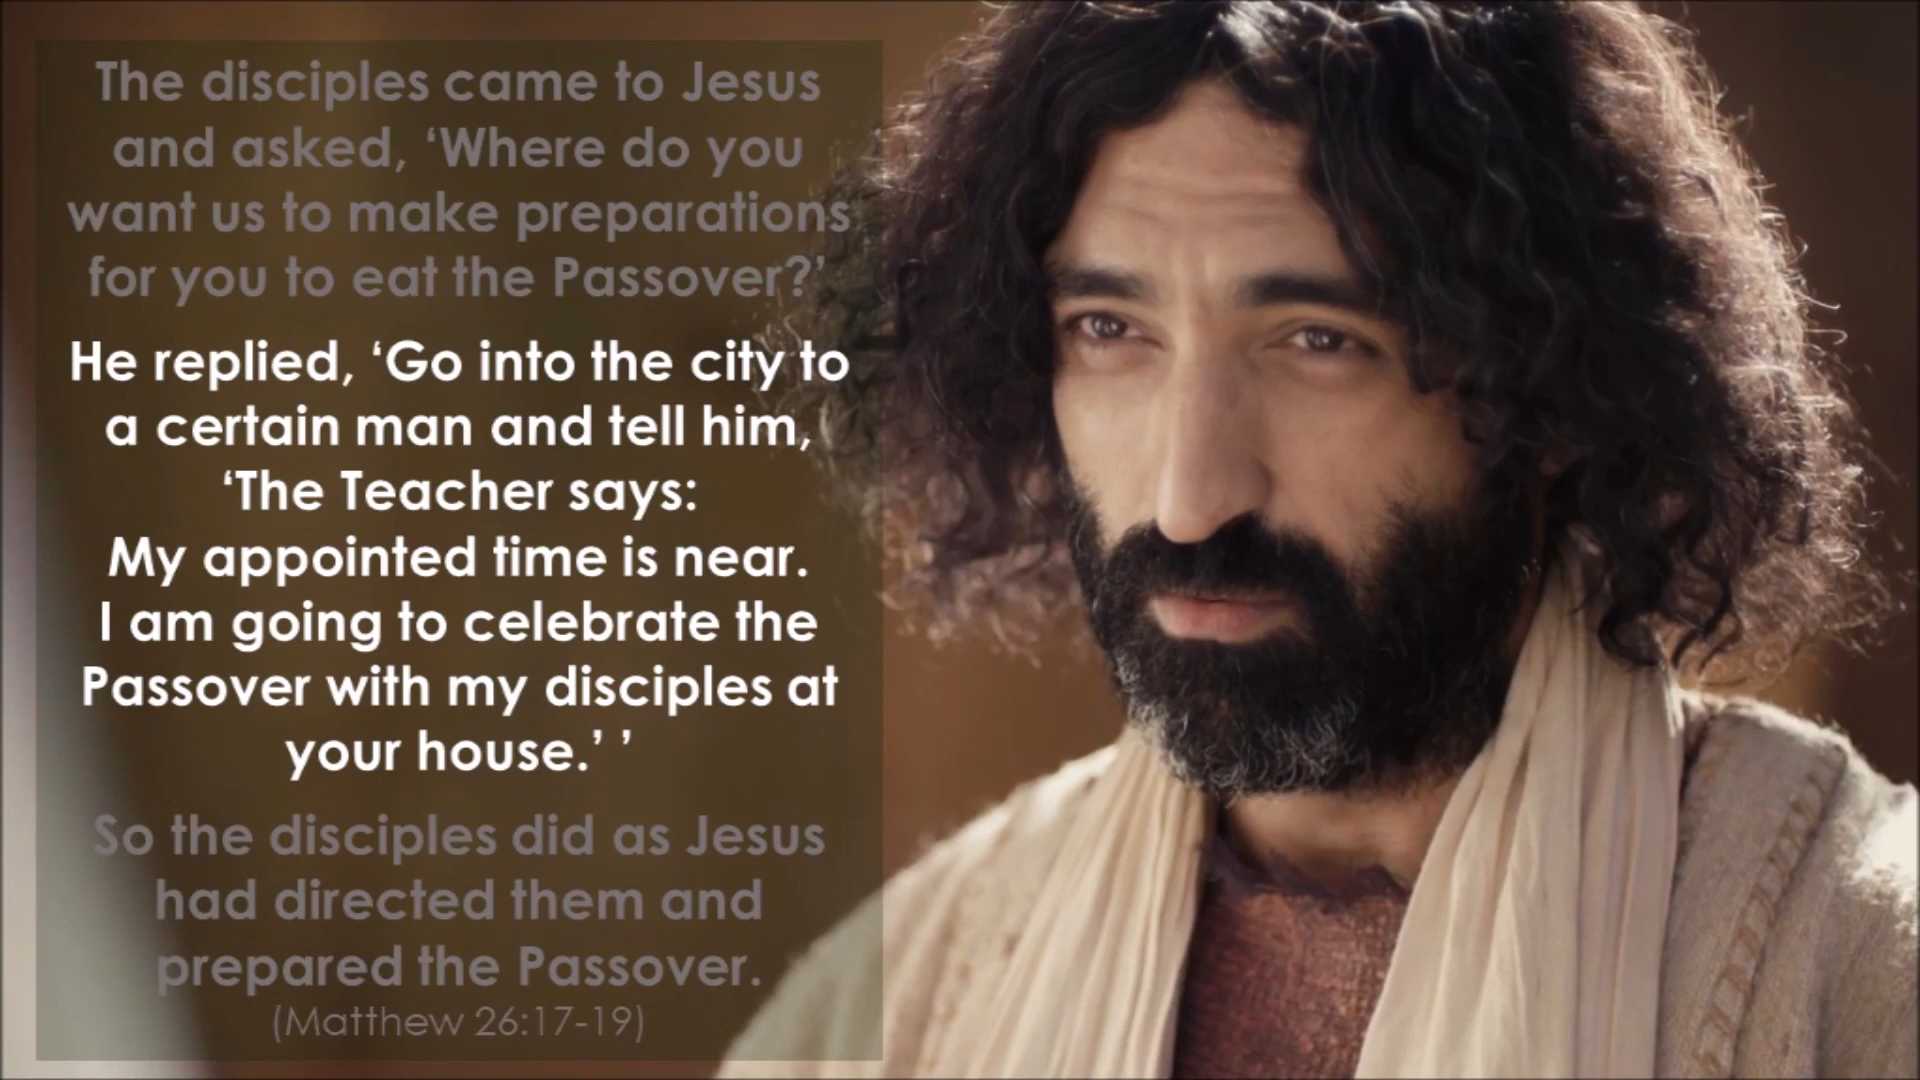 The disciples came to Jesus
and asked, ‘Where do you
want us to make preparations
for you to eat the Passover?’
He replied, ‘Go into the city to
a certain man and tell him,
‘The Teacher says:
My appointed time is near.
I am going to celebrate the
Passover with my disciples at
your house.’ ’
So the disciples did as Jesus
had directed them and
prepared the Passover.
(Matthew 26:17-19)